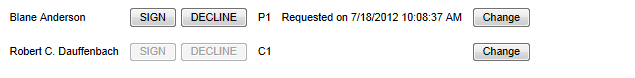 Blane Anderson SIGN DECLINE P1 Requested on 7/18/2012 10:08:37 AM Change
Robert C. Dauffenbach SIGN DECLINE C1 Change